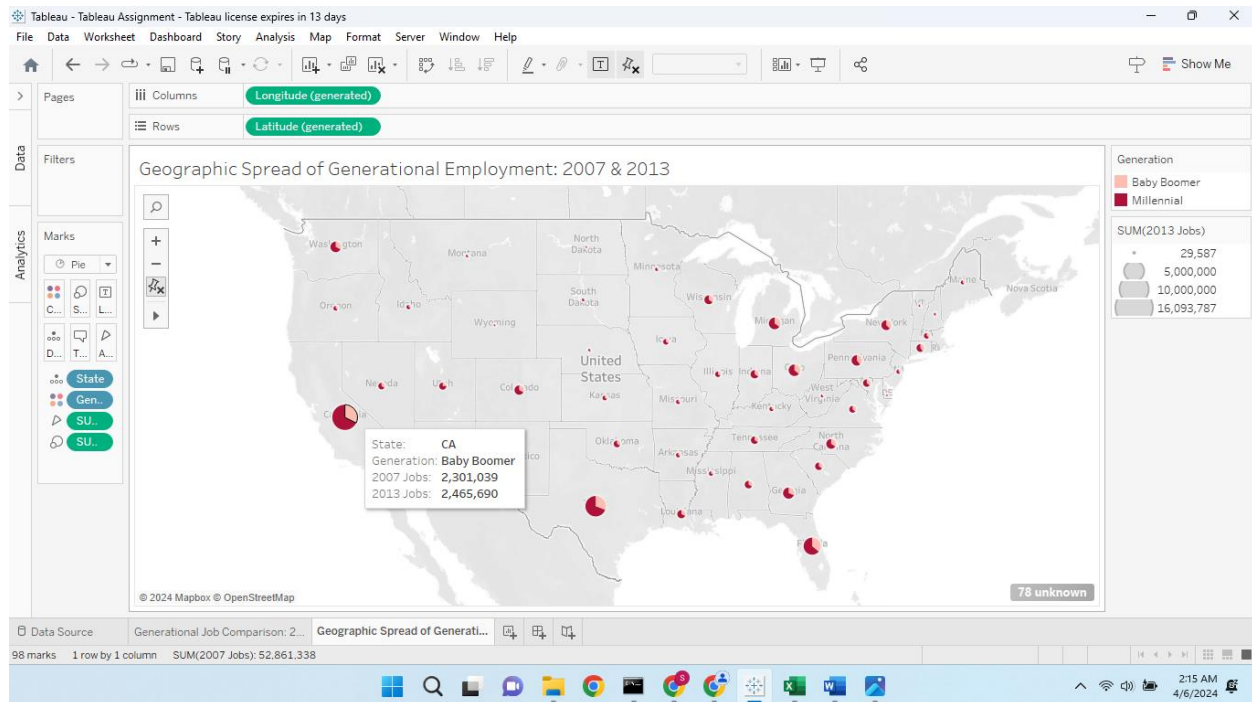 Tableau - Tableau Assignment - Tableau license expires in 13 days
File Data Worksheet Dashboard Story Analysis Map Format Server Window Help
Show Me
Pages
iii Columns
Longitude (generated)
Rows
Latitude (generated)
Data
Analytics
Filters
Marks
Pie
C... S... L...
D... T... A...
State
Gen..
SU..
SU..
Geographic Spread of Generational Employment: 2007 & 2013
Montana
North
Dakota
Minnesota
South
Dakota
Wisconsin
Maine
Nova Scotia
Oregon
Idaho
Wyoming
Michigan
New York
Iowa
United
States
Pennsylvania
Nevada
Utah
Colorado
Kansas
Missouri
Illinois
Indiana
West
Virginia
Kentucky
Oklahoma
Arkansas
Tennessee
North
Carolina
Mississippi
Georgia
Louisiana
State: CA
Generation: Baby Boomer
2007 Jobs: 2,301,039
2013 Jobs: 2,465,690
© 2024 Mapbox © OpenStreetMap
78 unknown
Generation
Baby Boomer
Millennial
SUM(2013 Jobs)
29,587
5,000,000
10,000,000
16,093,787
Data Source
Generational Job Comparison: 2...
Geographic Spread of Generati...
98 marks 1 row by 1 column SUM(2007 Jobs): 52,861,338
2:15 AM
4/6/2024